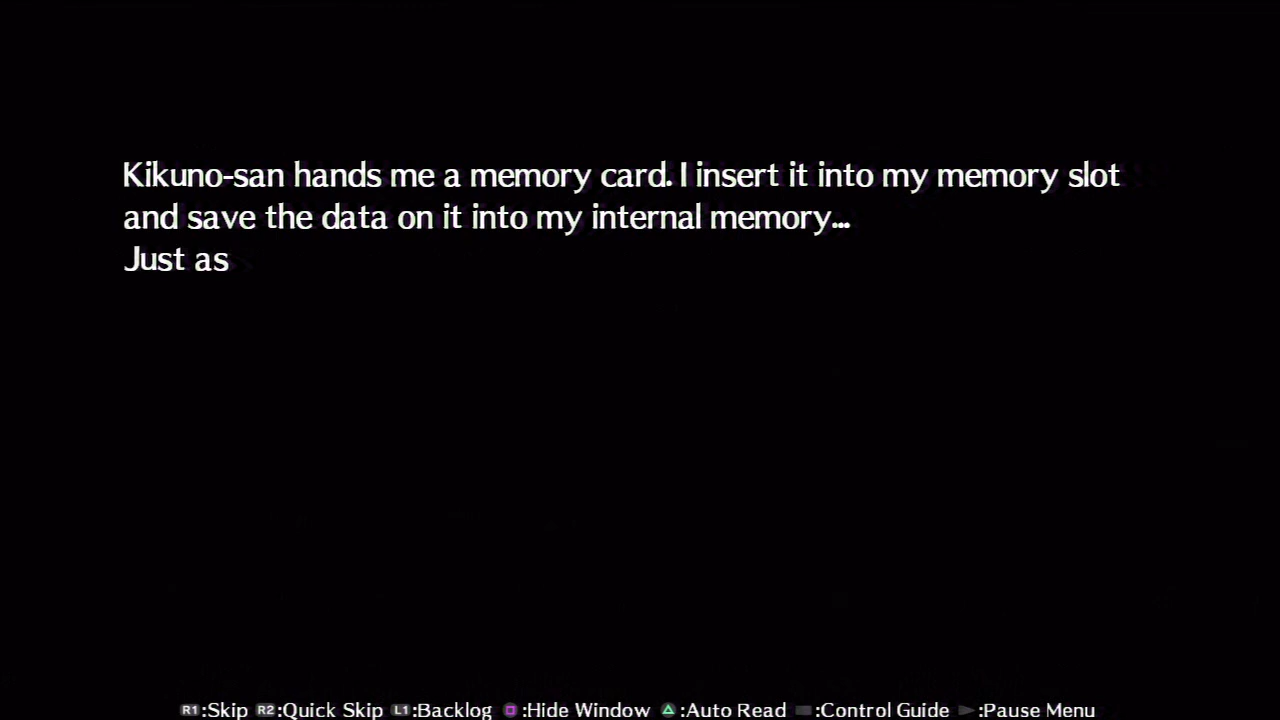 Kikuno-san hands me a memory card. I insert it into my memory slot
and save the data on it into my internal memory...
Just as
R1:Skip R2:Quick Skip L1:Backlog :Hide Window :Auto Read :Control Guide :Pause Menu